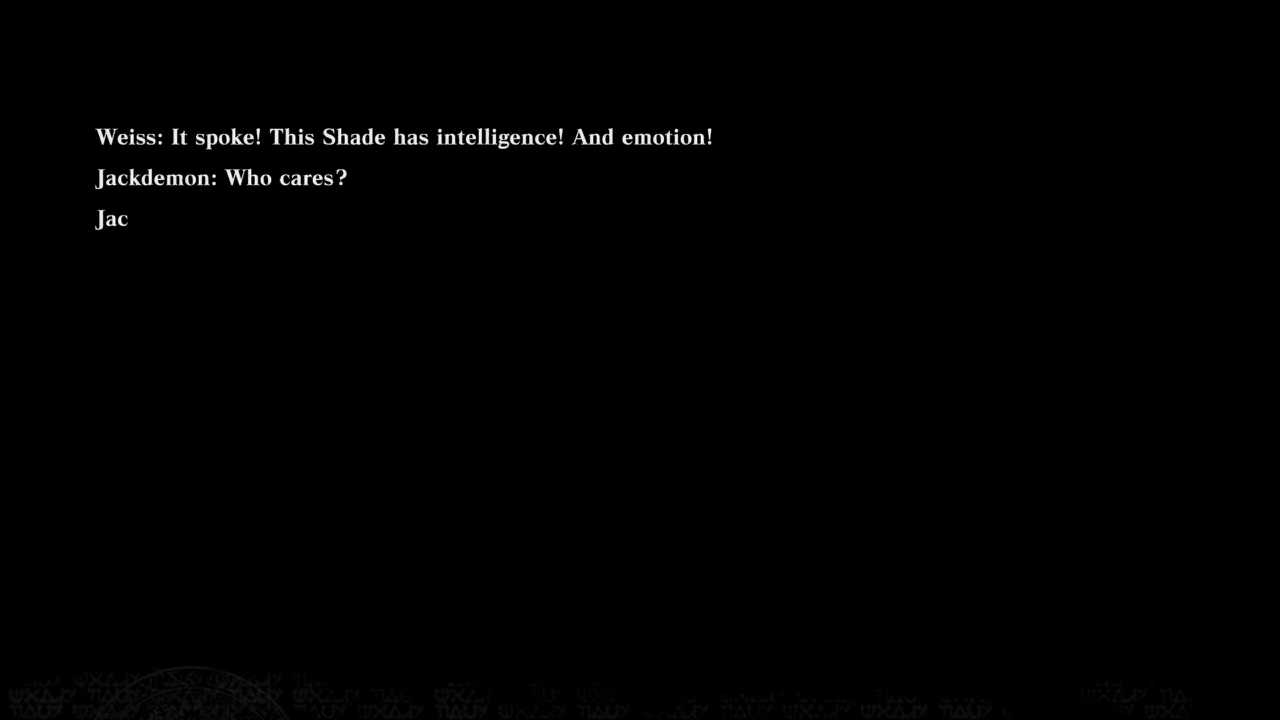 Weiss: It spoke! This Shade has intelligence! And emotion!
Jackdemon: Who cares?
Jac